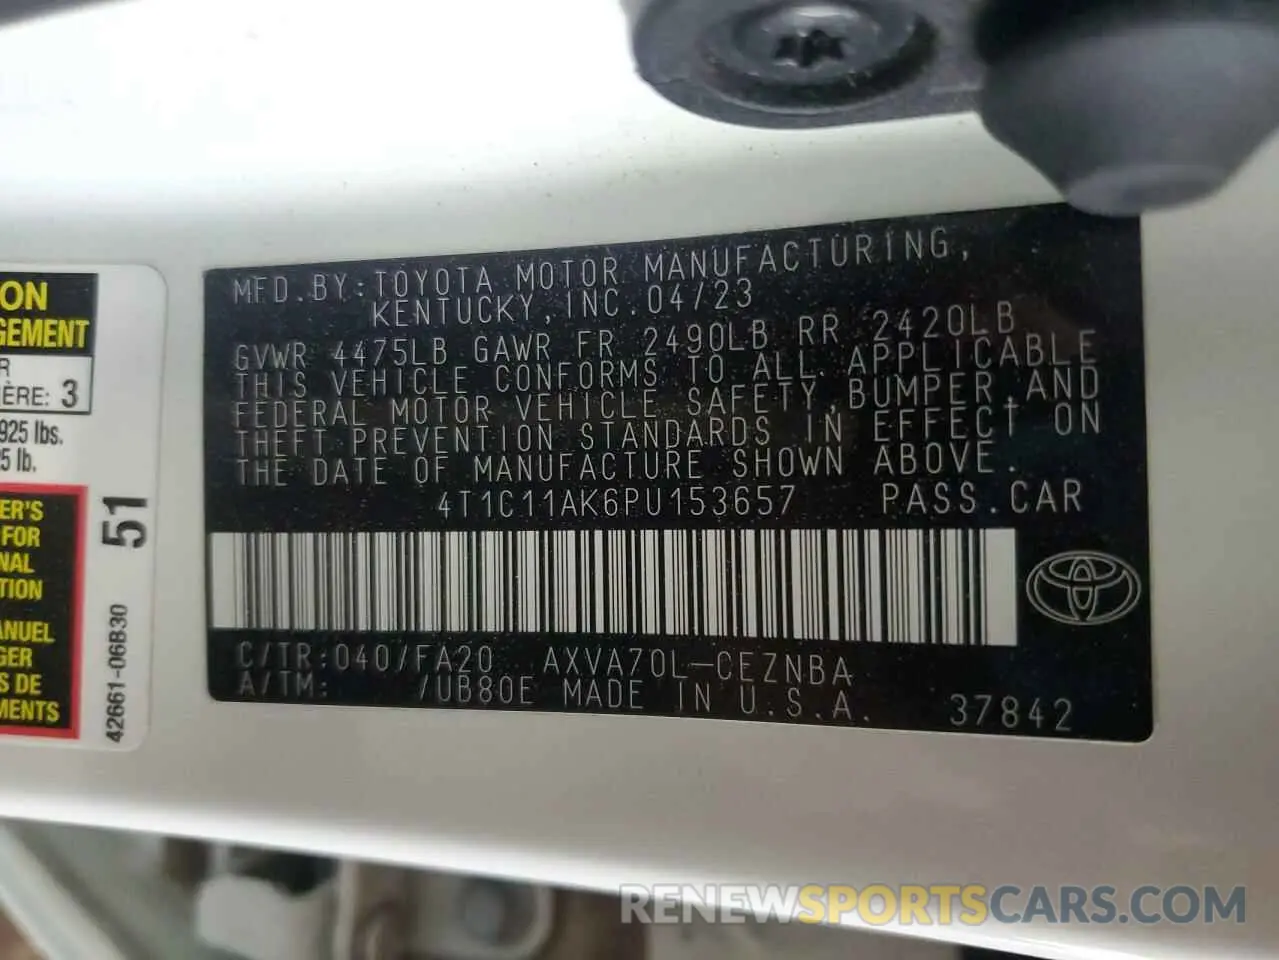 ON
GEMENT
R
ÈRE: 3
925 lbs.
5 lb.
ER'S
FOR
NAL
TION
ANUEL
GER
S DE
MENTS
51
42661-06B30
MFD.BY:TOYOTA MOTOR MANUFACTURING,
KENTUCKY,INC.04/23
GVWR 4475LB GAWR FR 2490LB RR 2420LB
THIS VEHICLE CONFORMS TO ALL APPLICABLE
FEDERAL MOTOR VEHICLE SAFETY,BUMPER,AND
THEFT PREVENTION STANDARDS IN EFFECT ON
THE DATE OF MANUFACTURE SHOWN ABOVE.
4T1C11AK6PU153657 PASS.CAR
C/TR:040/FA20 AXVA70L-CEZNBA
A/TM: /UB80E MADE IN U.S.A. 37842
RENEWSPORTSCARS.COM